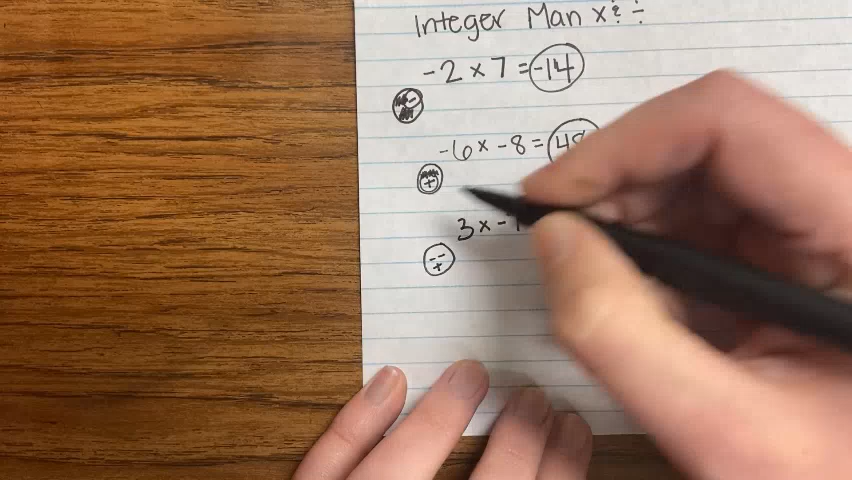 Integer Man x? ÷
-2 x 7 = -14
-6 x -8 = 48
3 x -